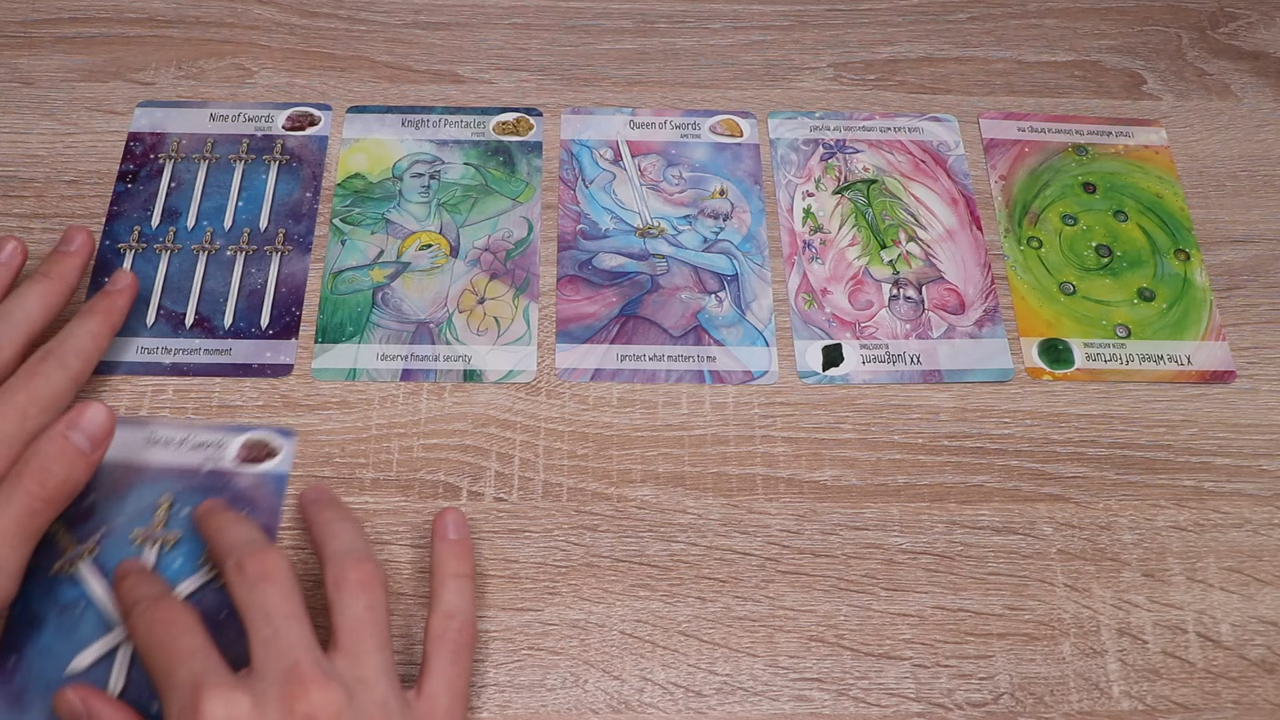 Nine of Swords
SUGILITE
I trust the present moment
Knight of Pentacles
PYRITE
I deserve financial security
Queen of Swords
AMETRINE
I protect what matters to me
I look back with compassion for myself
XX Judgment
BLOODSTONE
I trust whatever the Universe brings me
X The Wheel of Fortune
GREEN AVENTURINE
of Swords